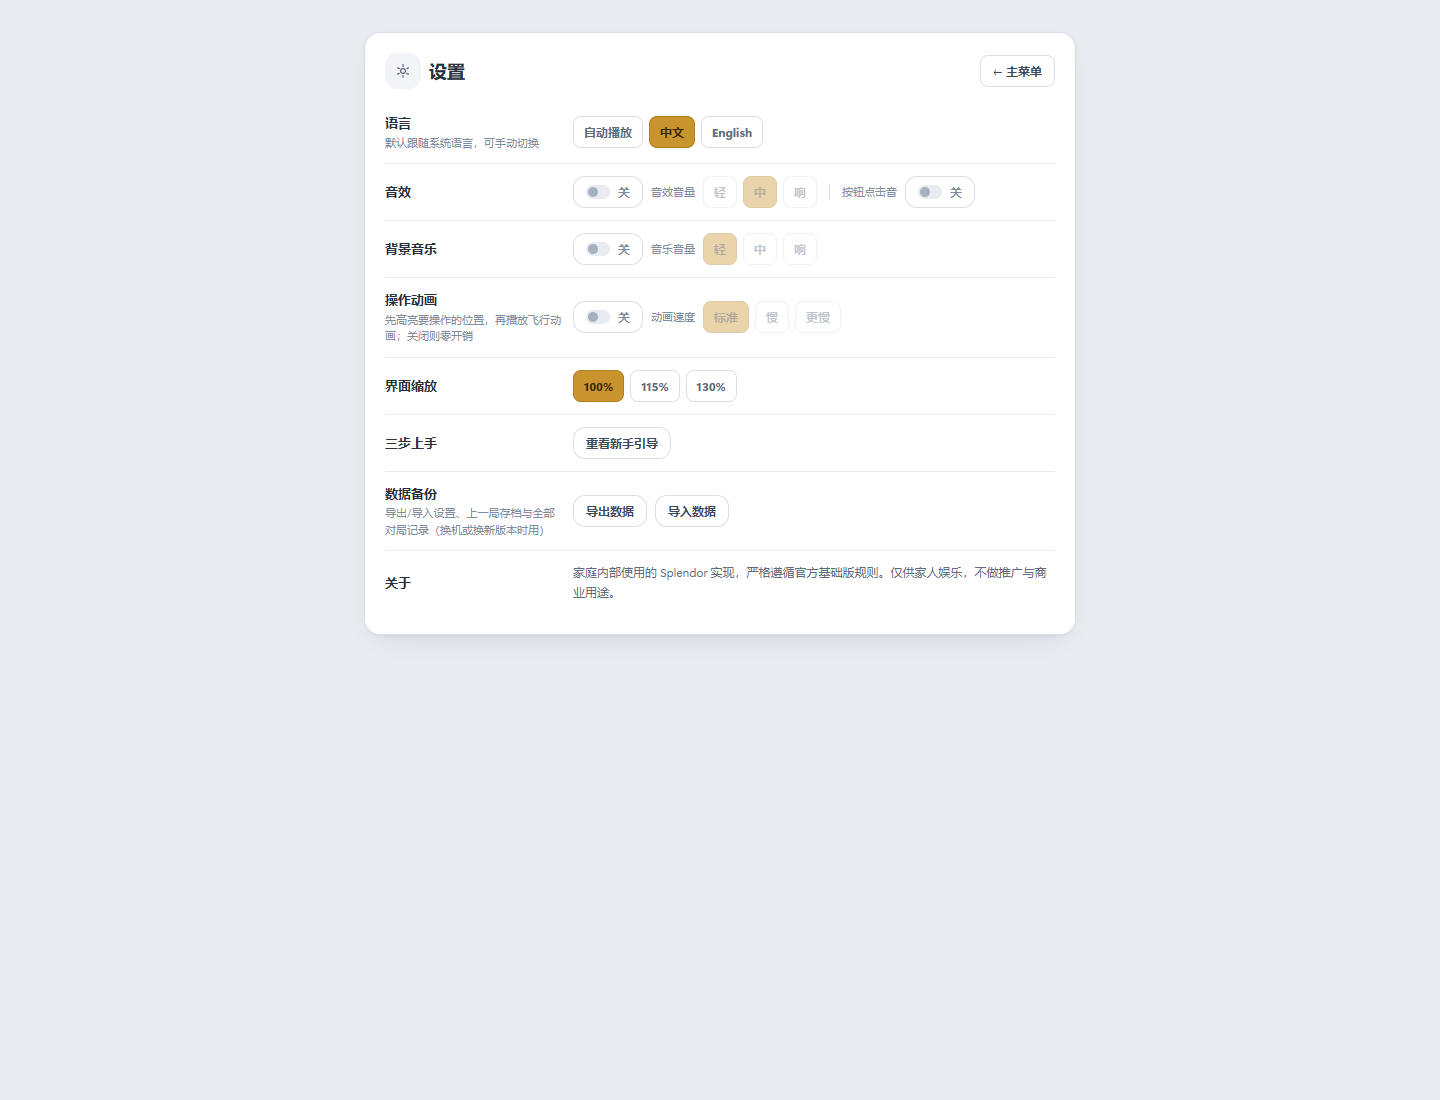 设置
← 主菜单
语言
默认跟随系统语言，可手动切换
自动播放
中文
English
音效
关
音效音量
轻
中
响
按钮点击音
关
背景音乐
关
音乐音量
轻
中
响
操作动画
先高亮要操作的位置，再播放飞行动
画；关闭则零开销
关
动画速度
标准
慢
更慢
界面缩放
100%
115%
130%
三步上手
重看新手引导
数据备份
导出/导入设置、上一局存档与全部
对局记录（换机或换新版本时用）
导出数据
导入数据
关于
家庭内部使用的 Splendor 实现，严格遵循官方基础版规则。仅供家人娱乐，不做推广与商
业用途。